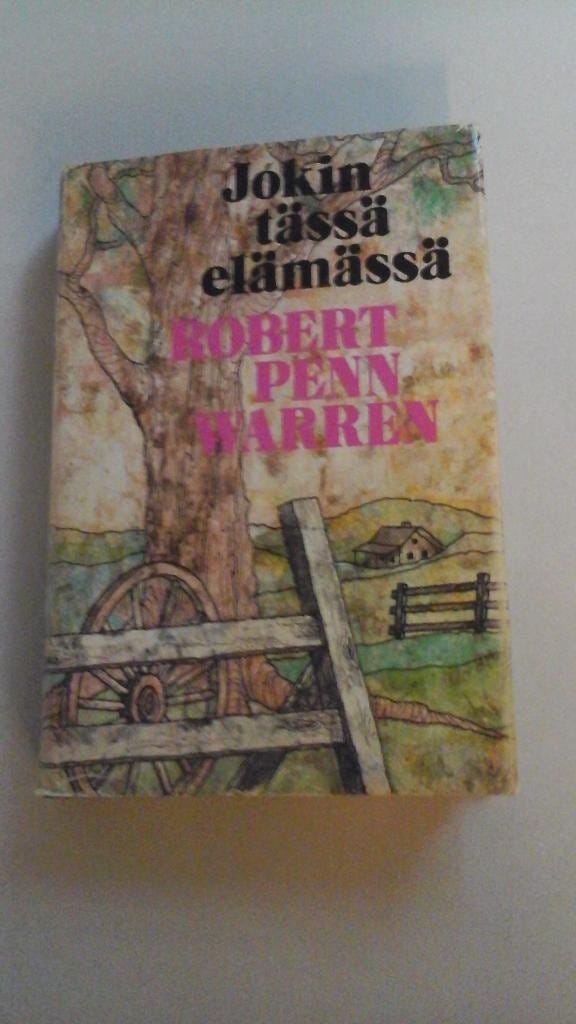 Jokin
tässä
elämässä
ROBERT
PENN
WARREN